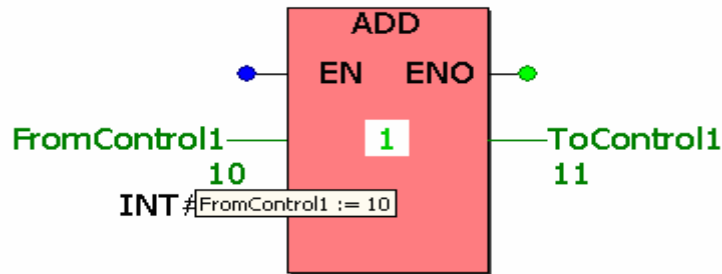 ADD
EN ENO
FromControl1 1 ToControl1
10 11
INT# FromControl1 := 10